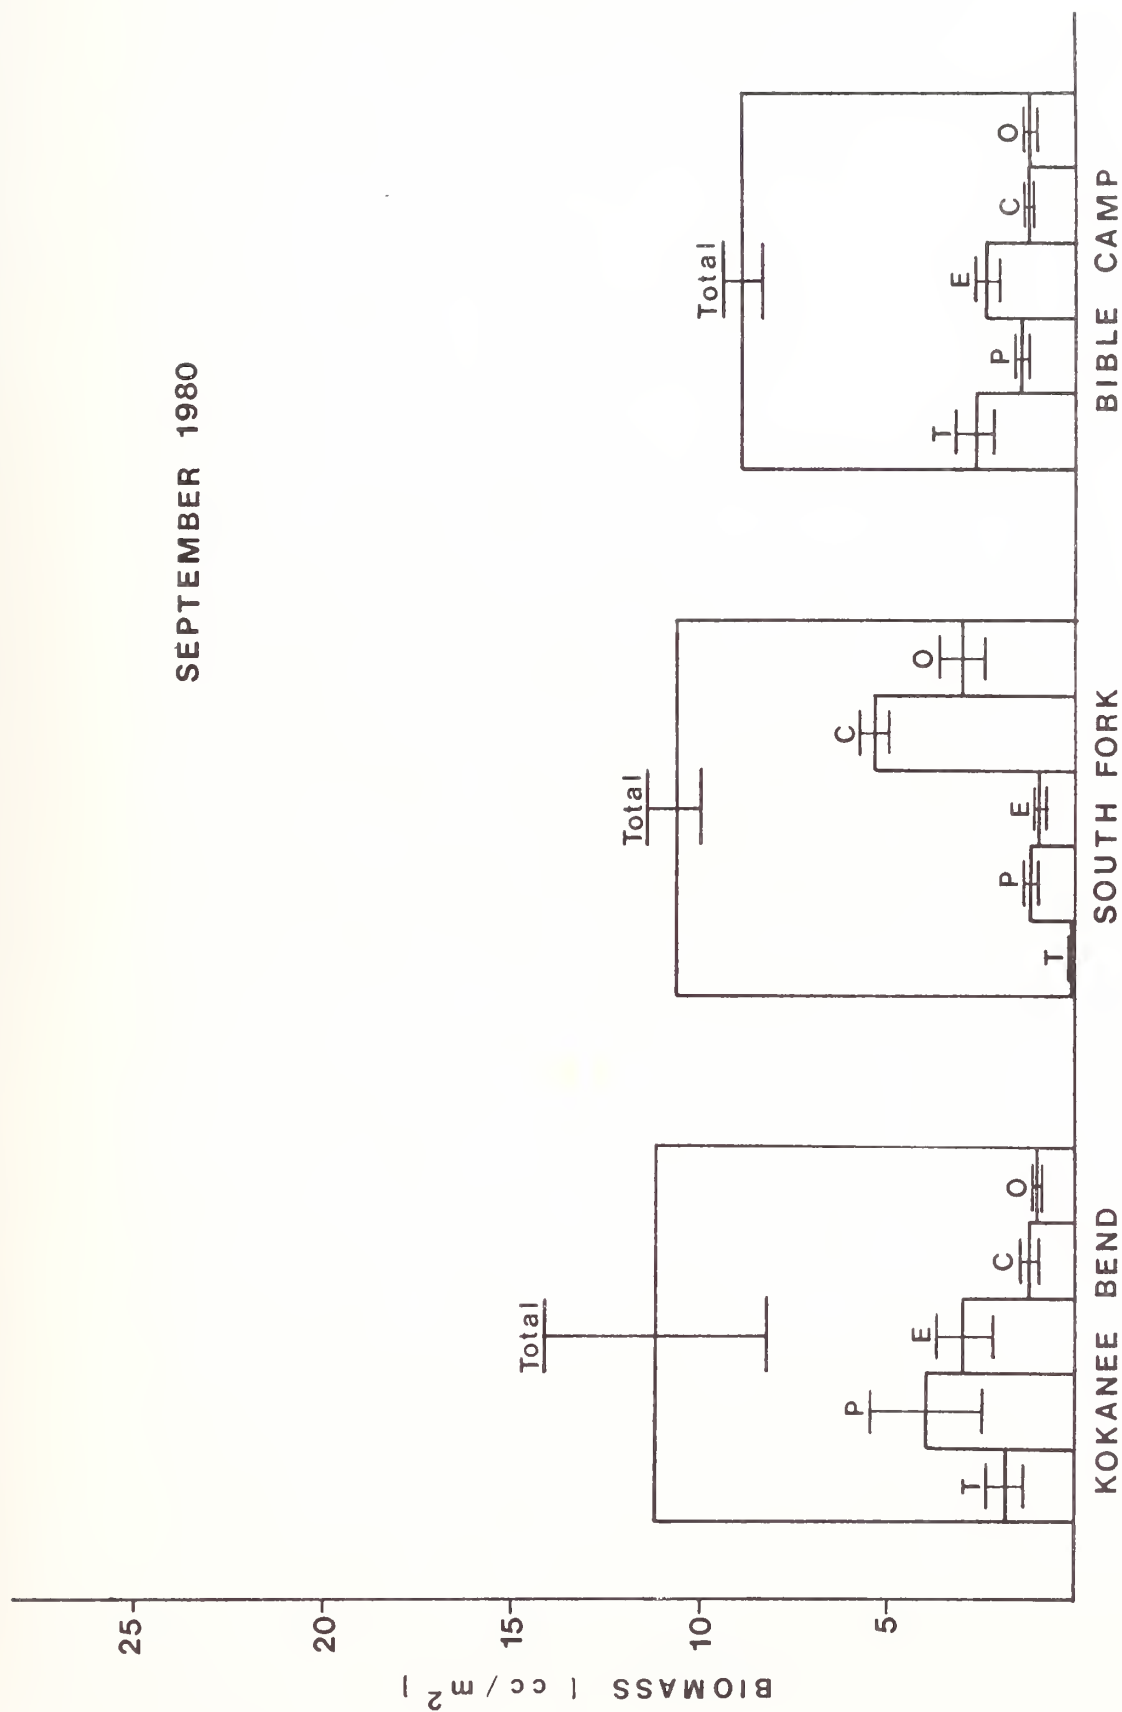 SEPTEMBER 1980
BIOMASS ( cc/m² )
25
20
15
10
5
Total
T
P
E
C
O
KOKANEE BEND
Total
T
P
E
C
O
SOUTH FORK
Total
T
P
E
C
O
BIBLE CAMP